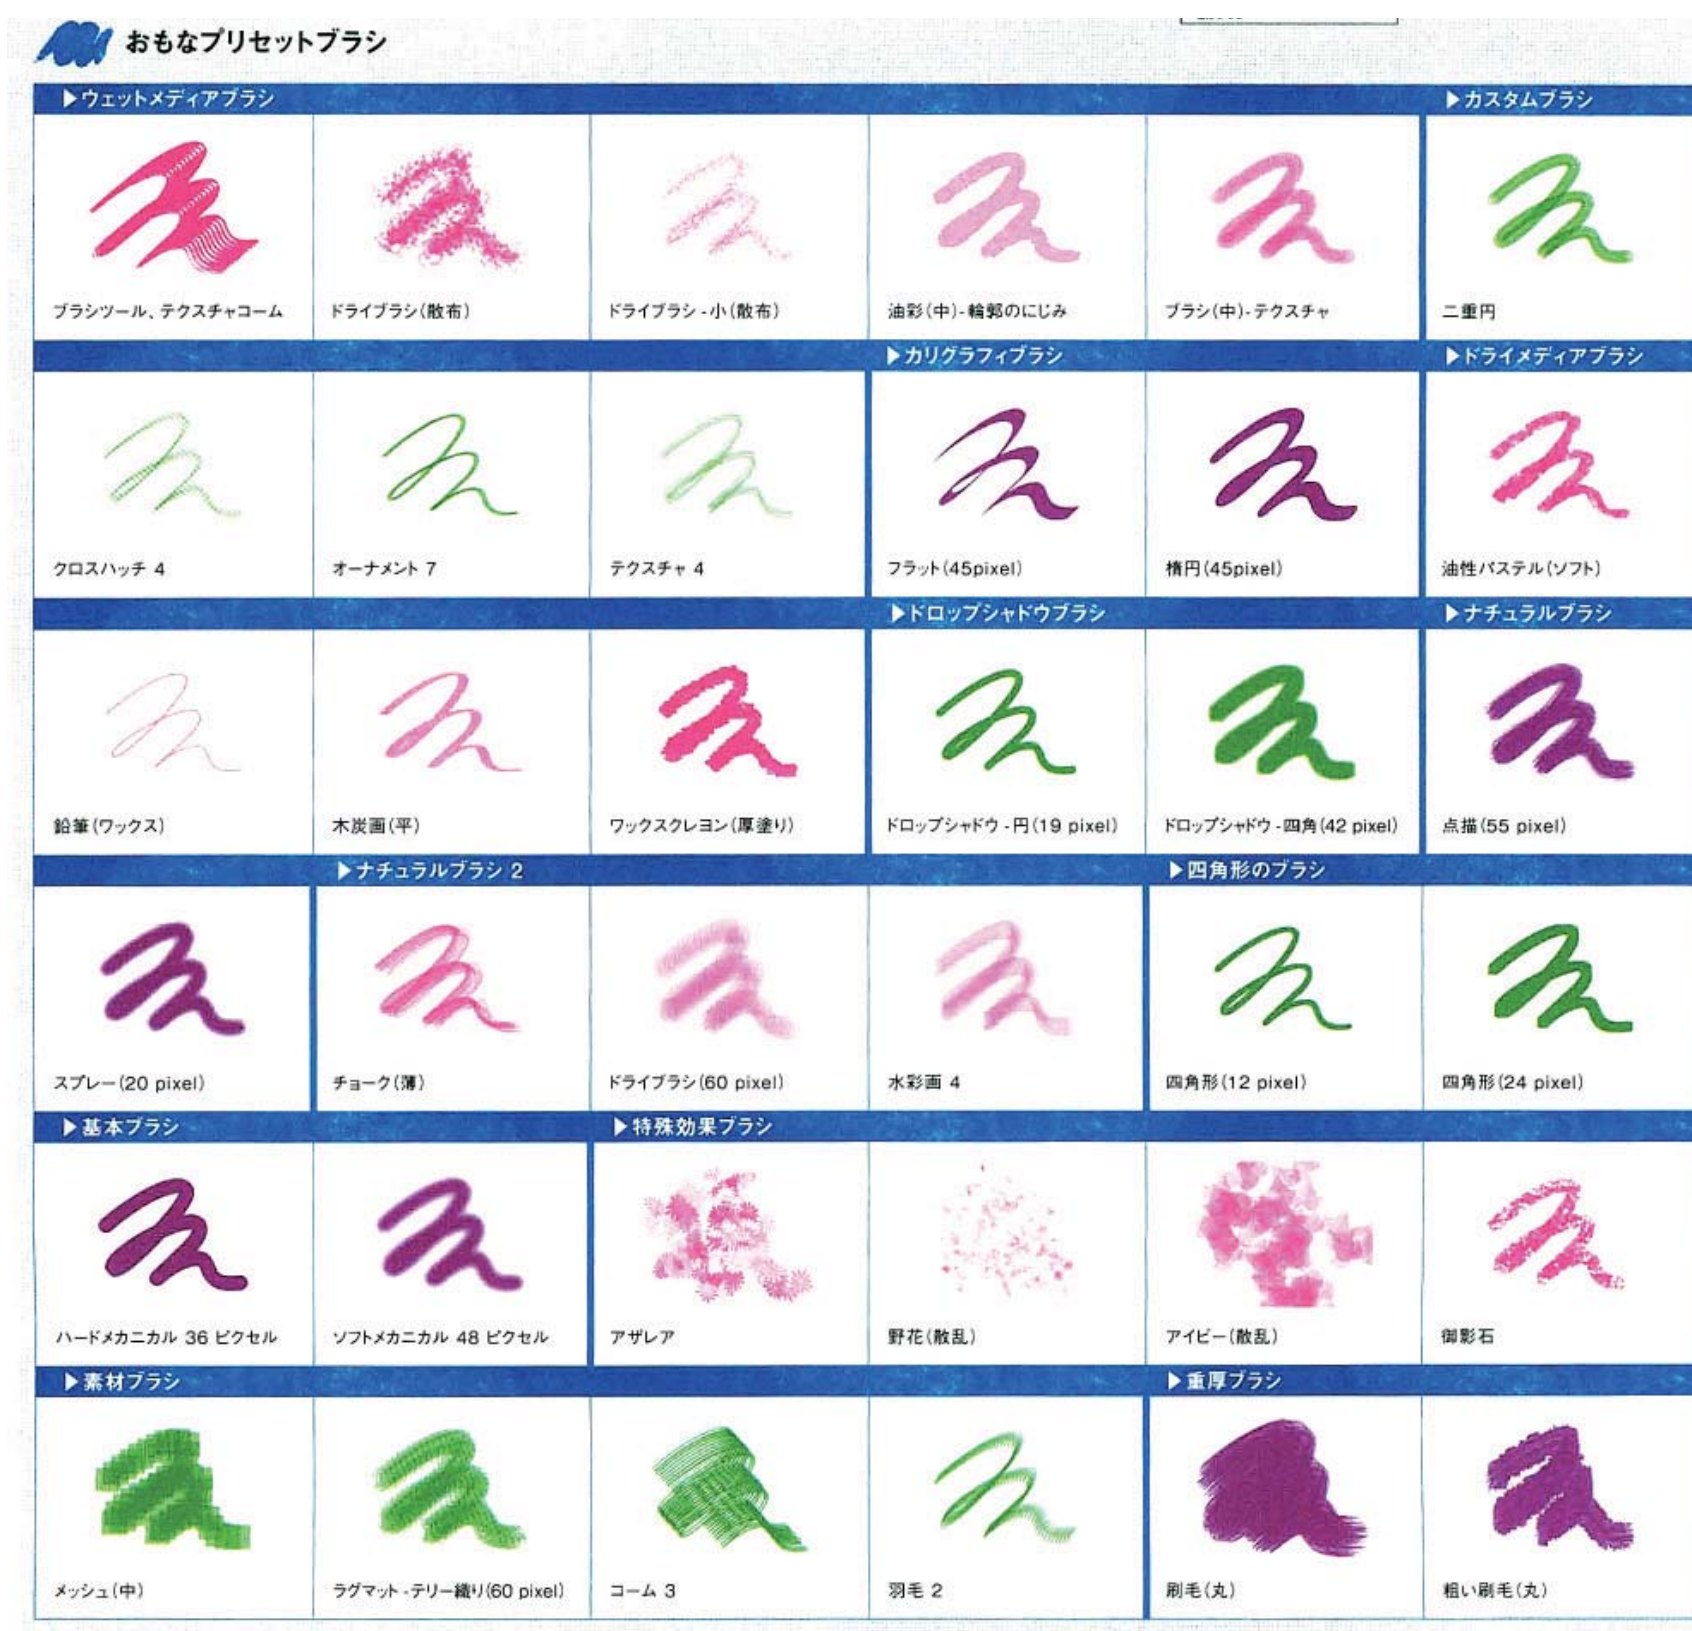 おもなプリセットブラシ
▶ウェットメディアブラシ
▶カスタムブラシ
ブラシツール、テクスチャコーム
ドライブラシ(散布)
ドライブラシ-小(散布)
油彩(中)-輪郭のにじみ
ブラシ(中)-テクスチャ
二重円
▶カリグラフィブラシ
▶ドライメディアブラシ
クロスハッチ 4
オーナメント 7
テクスチャ 4
フラット(45pixel)
楕円(45pixel)
油性パステル(ソフト)
▶ドロップシャドウブラシ
▶ナチュラルブラシ
鉛筆(ワックス)
木炭画(平)
ワックスクレヨン(厚塗り)
ドロップシャドウ-円(19 pixel)
ドロップシャドウ-四角(42 pixel)
点描(55 pixel)
▶ナチュラルブラシ 2
▶四角形のブラシ
スプレー(20 pixel)
チョーク(薄)
ドライブラシ(60 pixel)
水彩画 4
四角形(12 pixel)
四角形(24 pixel)
▶基本ブラシ
▶特殊効果ブラシ
ハードメカニカル 36 ピクセル
ソフトメカニカル 48 ピクセル
アザレア
野花(散乱)
アイビー(散乱)
御影石
▶素材ブラシ
▶重厚ブラシ
メッシュ(中)
ラグマット-テリー織り(60 pixel)
コーム 3
羽毛 2
刷毛(丸)
粗い刷毛(丸)